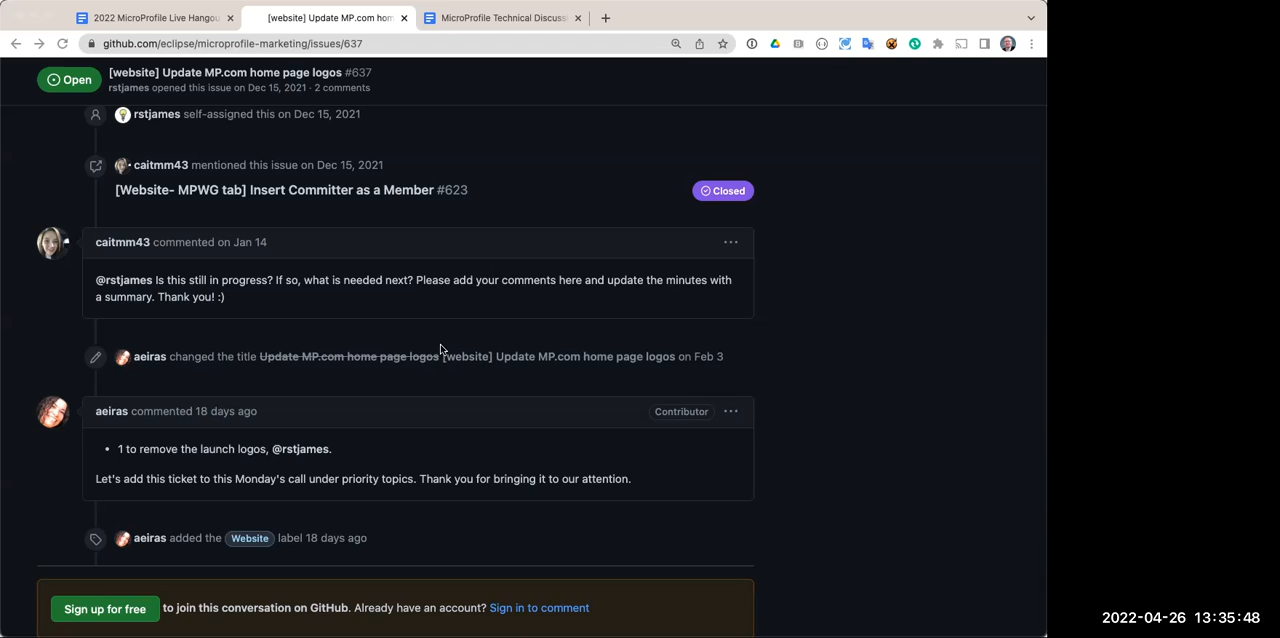 2022 MicroProfile Live Hangou
[website] Update MP.com hom
MicroProfile Technical Discuss
github.com/eclipse/microprofile-marketing/issues/637
Open
[website] Update MP.com home page logos #637
rstjames opened this issue on Dec 15, 2021 · 2 comments
rstjames self-assigned this on Dec 15, 2021
caitmm43 mentioned this issue on Dec 15, 2021
[Website- MPWG tab] Insert Committer as a Member #623
Closed
caitmm43 commented on Jan 14
@rstjames Is this still in progress? If so, what is needed next? Please add your comments here and update the minutes with
a summary. Thank you! :)
aeiras changed the title Update MP.com home page logos [website] Update MP.com home page logos on Feb 3
aeiras commented 18 days ago
Contributor
• 1 to remove the launch logos, @rstjames.
Let's add this ticket to this Monday's call under priority topics. Thank you for bringing it to our attention.
aeiras added the Website label 18 days ago
Sign up for free to join this conversation on GitHub. Already have an account? Sign in to comment
2022-04-26 13:35:48